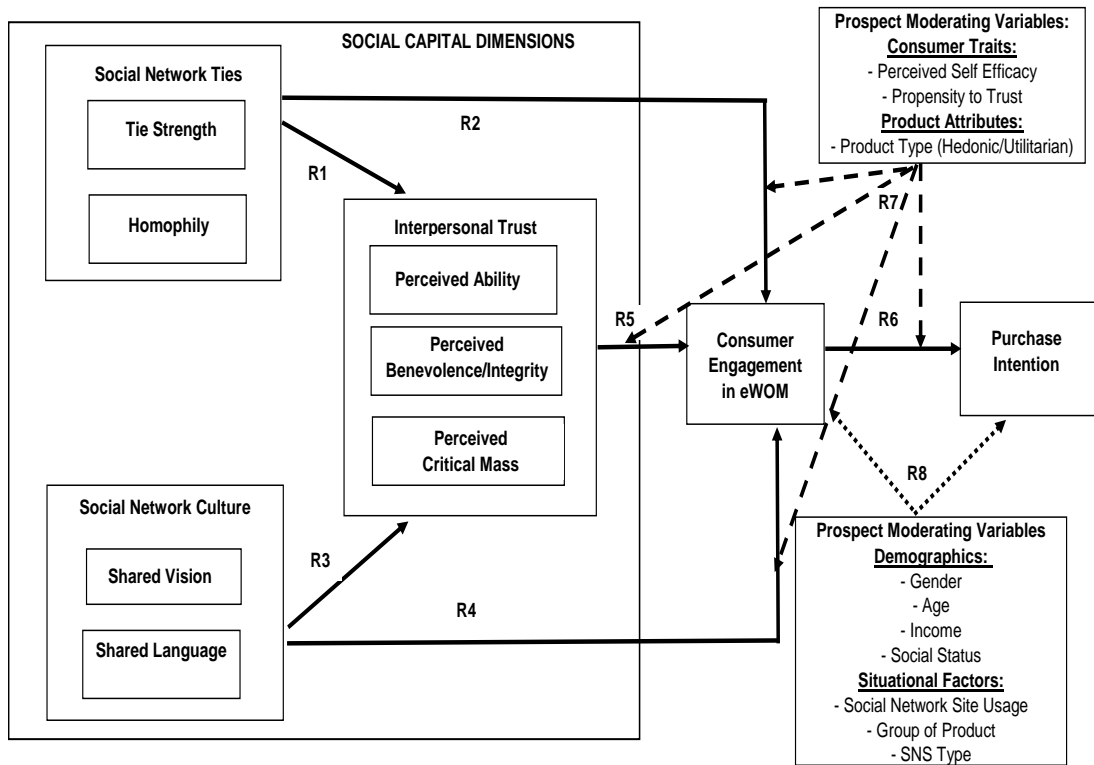 SOCIAL CAPITAL DIMENSIONS
Social Network Ties
Tie Strength
Homophily
R2
R1
Interpersonal Trust
Perceived Ability
Perceived
Benevolence/Integrity
Perceived
Critical Mass
Social Network Culture
Shared Vision
Shared Language
R3
R4
R5
Consumer
Engagement
in eWOM
R6
Purchase
Intention
Prospect Moderating Variables:
Consumer Traits:
- Perceived Self Efficacy
- Propensity to Trust
Product Attributes:
- Product Type (Hedonic/Utilitarian)
R7
R8
Prospect Moderating Variables
Demographics:
- Gender
- Age
- Income
- Social Status
Situational Factors:
- Social Network Site Usage
- Group of Product
- SNS Type